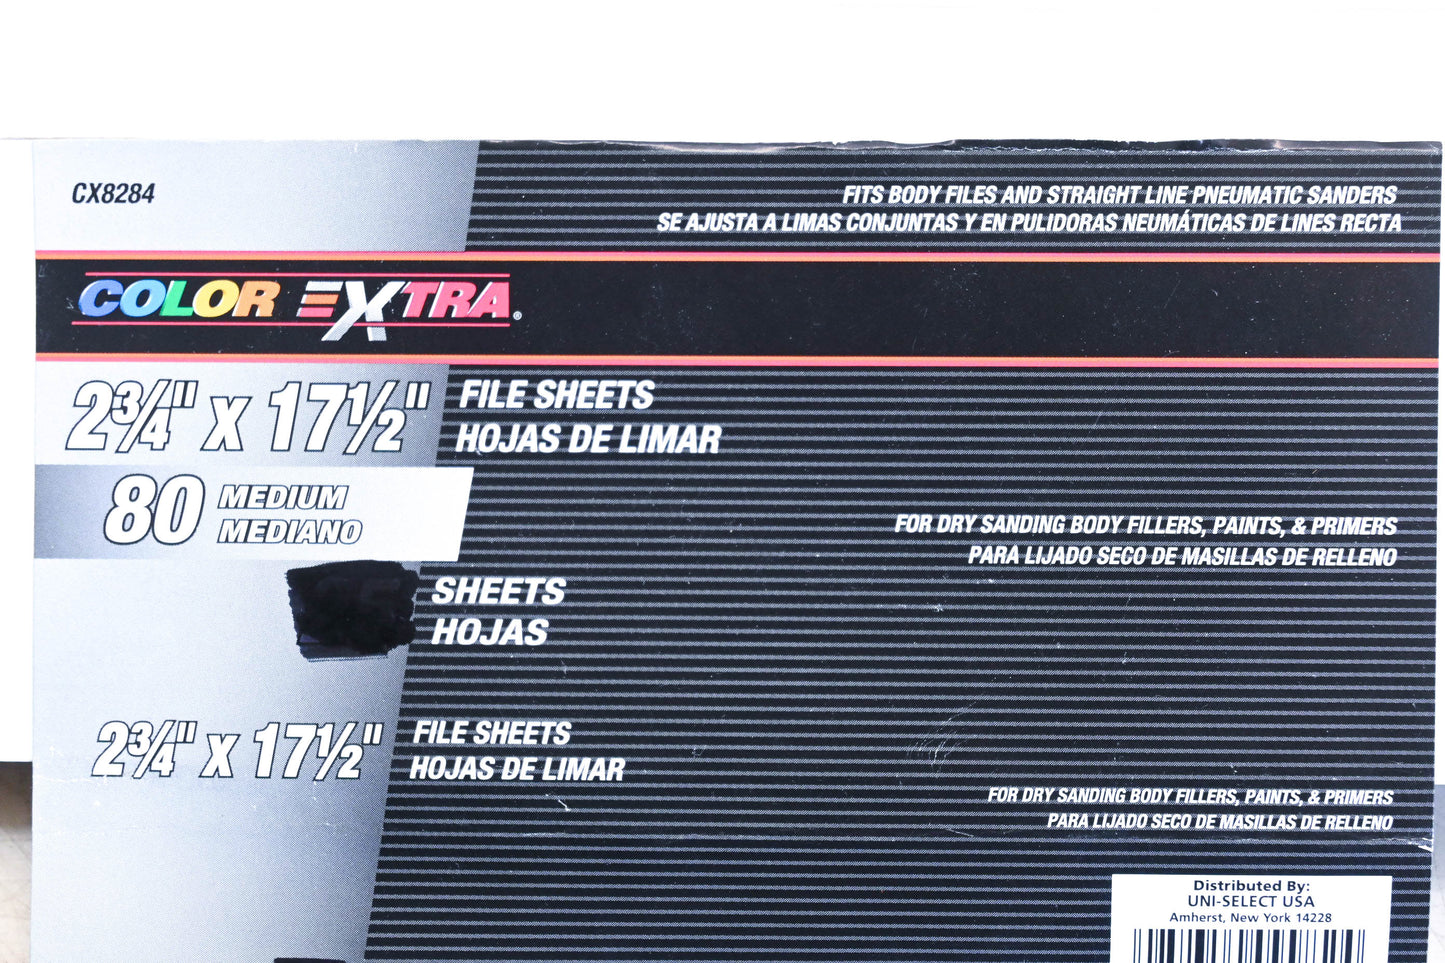 CX8284
FITS BODY FILES AND STRAIGHT LINE PNEUMATIC SANDERS
SE AJUSTA A LIMAS CONJUNTAS Y EN PULIDORAS NEUMÁTICAS DE LINES RECTA
COLOR EXTRA®
2¾" X 17½" FILE SHEETS
HOJAS DE LIMAR
80 MEDIUM
MEDIANO
FOR DRY SANDING BODY FILLERS, PAINTS, & PRIMERS
PARA LIJADO SECO DE MASILLAS DE RELLENO
SHEETS
HOJAS
2¾" X 17½" FILE SHEETS
HOJAS DE LIMAR
FOR DRY SANDING BODY FILLERS, PAINTS, & PRIMERS
PARA LIJADO SECO DE MASILLAS DE RELLENO
Distributed By:
UNI-SELECT USA
Amherst, New York 14228